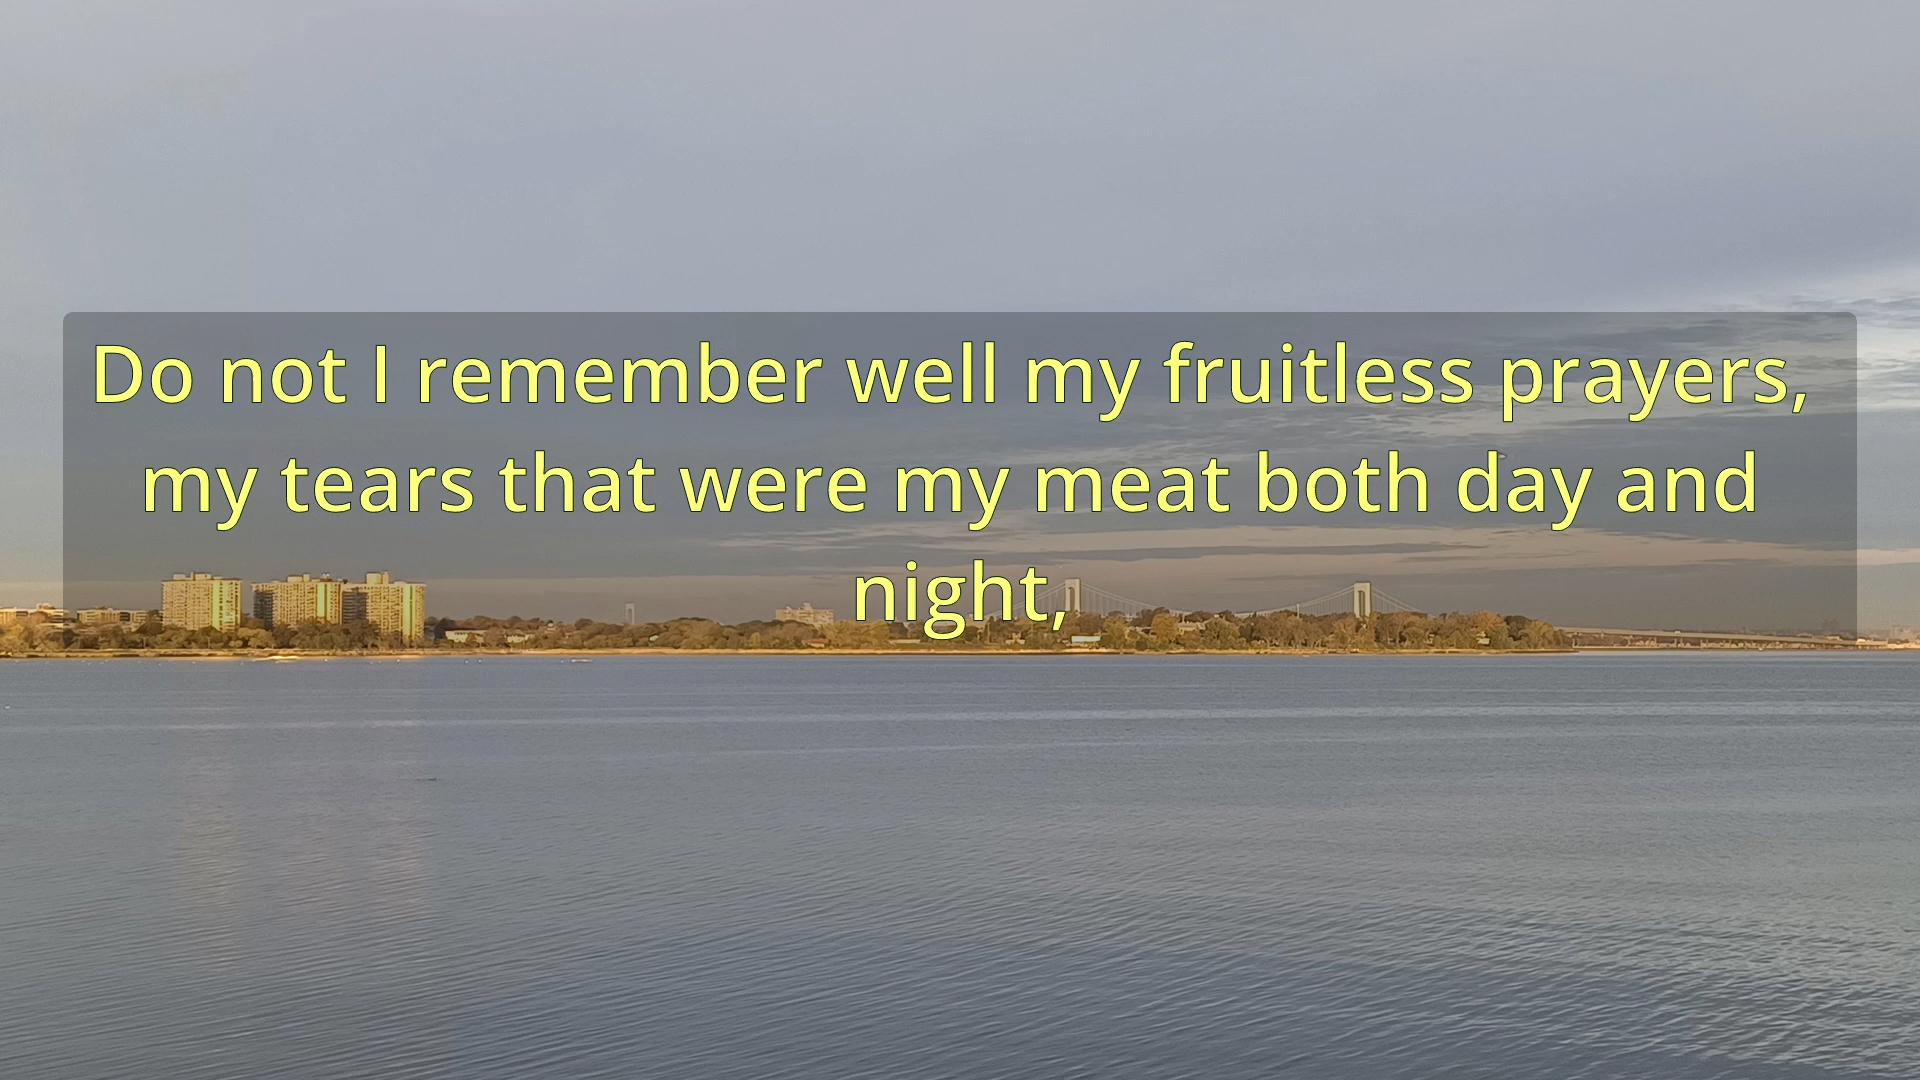 Do not I remember well my fruitless prayers,
my tears that were my meat both day and
night,